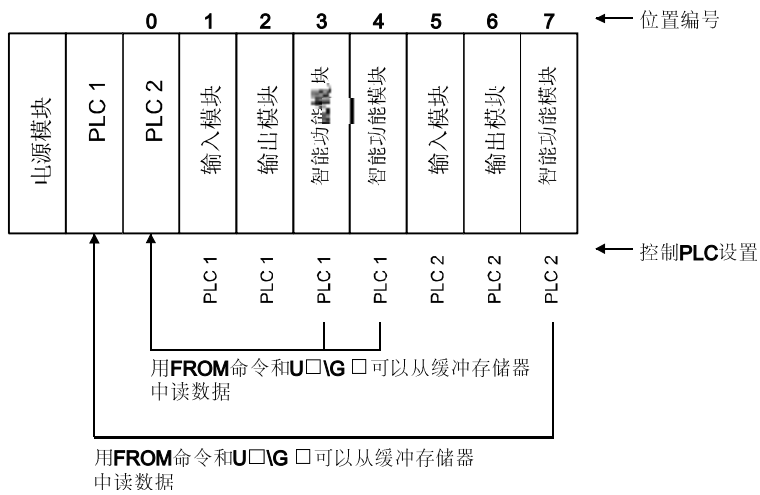 0 1 2 3 4 5 6 7 位置编号
电源模块
PLC 1
PLC 2
输入模块
输出模块
智能功能模块
智能功能模块
输入模块
输出模块
智能功能模块
PLC 1
PLC 1
PLC 1
PLC 1
PLC 2
PLC 2
PLC 2
控制PLC设置
用FROM命令和U□\G □可以从缓冲存储器
中读数据
用FROM命令和U□\G □可以从缓冲存储器
中读数据